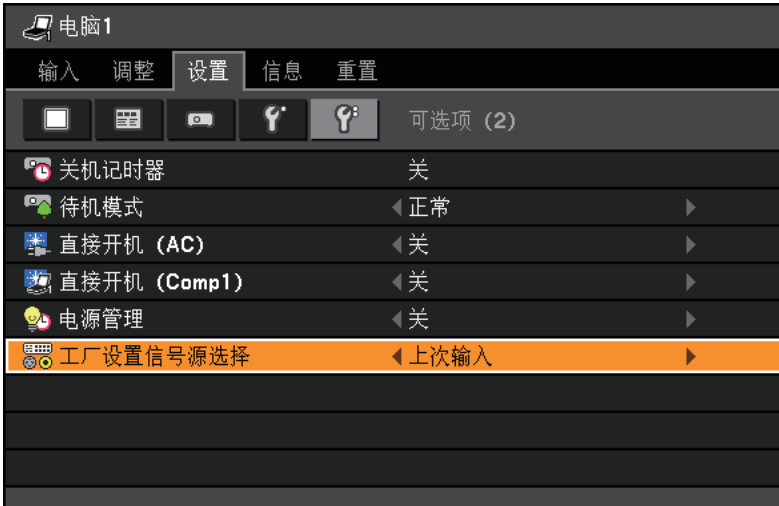 电脑1
输入 调整 设置 信息 重置
可选项 (2)
关机记时器 关
待机模式 正常
直接开机 (AC) 关
直接开机 (Comp1) 关
电源管理 关
工厂设置信号源选择 上次输入